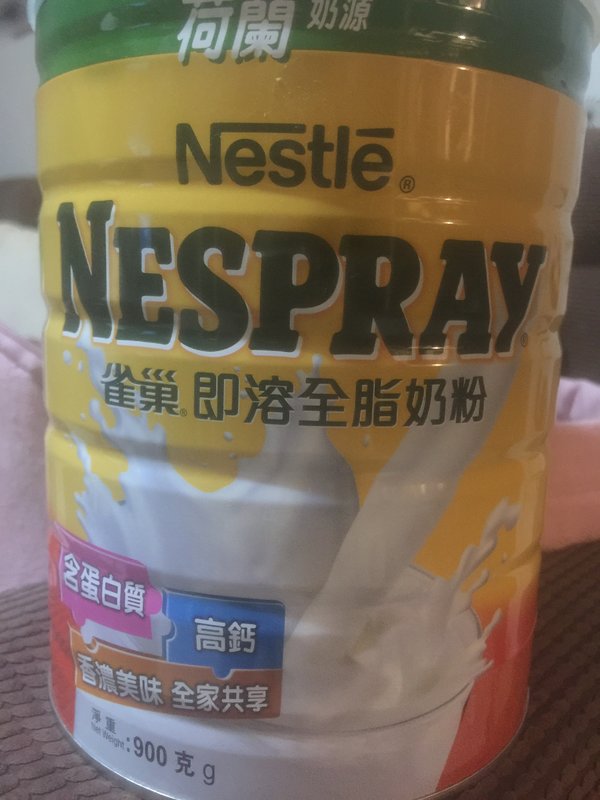 荷蘭 奶源
Nestlé®
NESPRAY®
雀巢® 即溶全脂奶粉
含蛋白質
高鈣
香濃美味 全家共享
淨重
Net Weight : 900 克 g